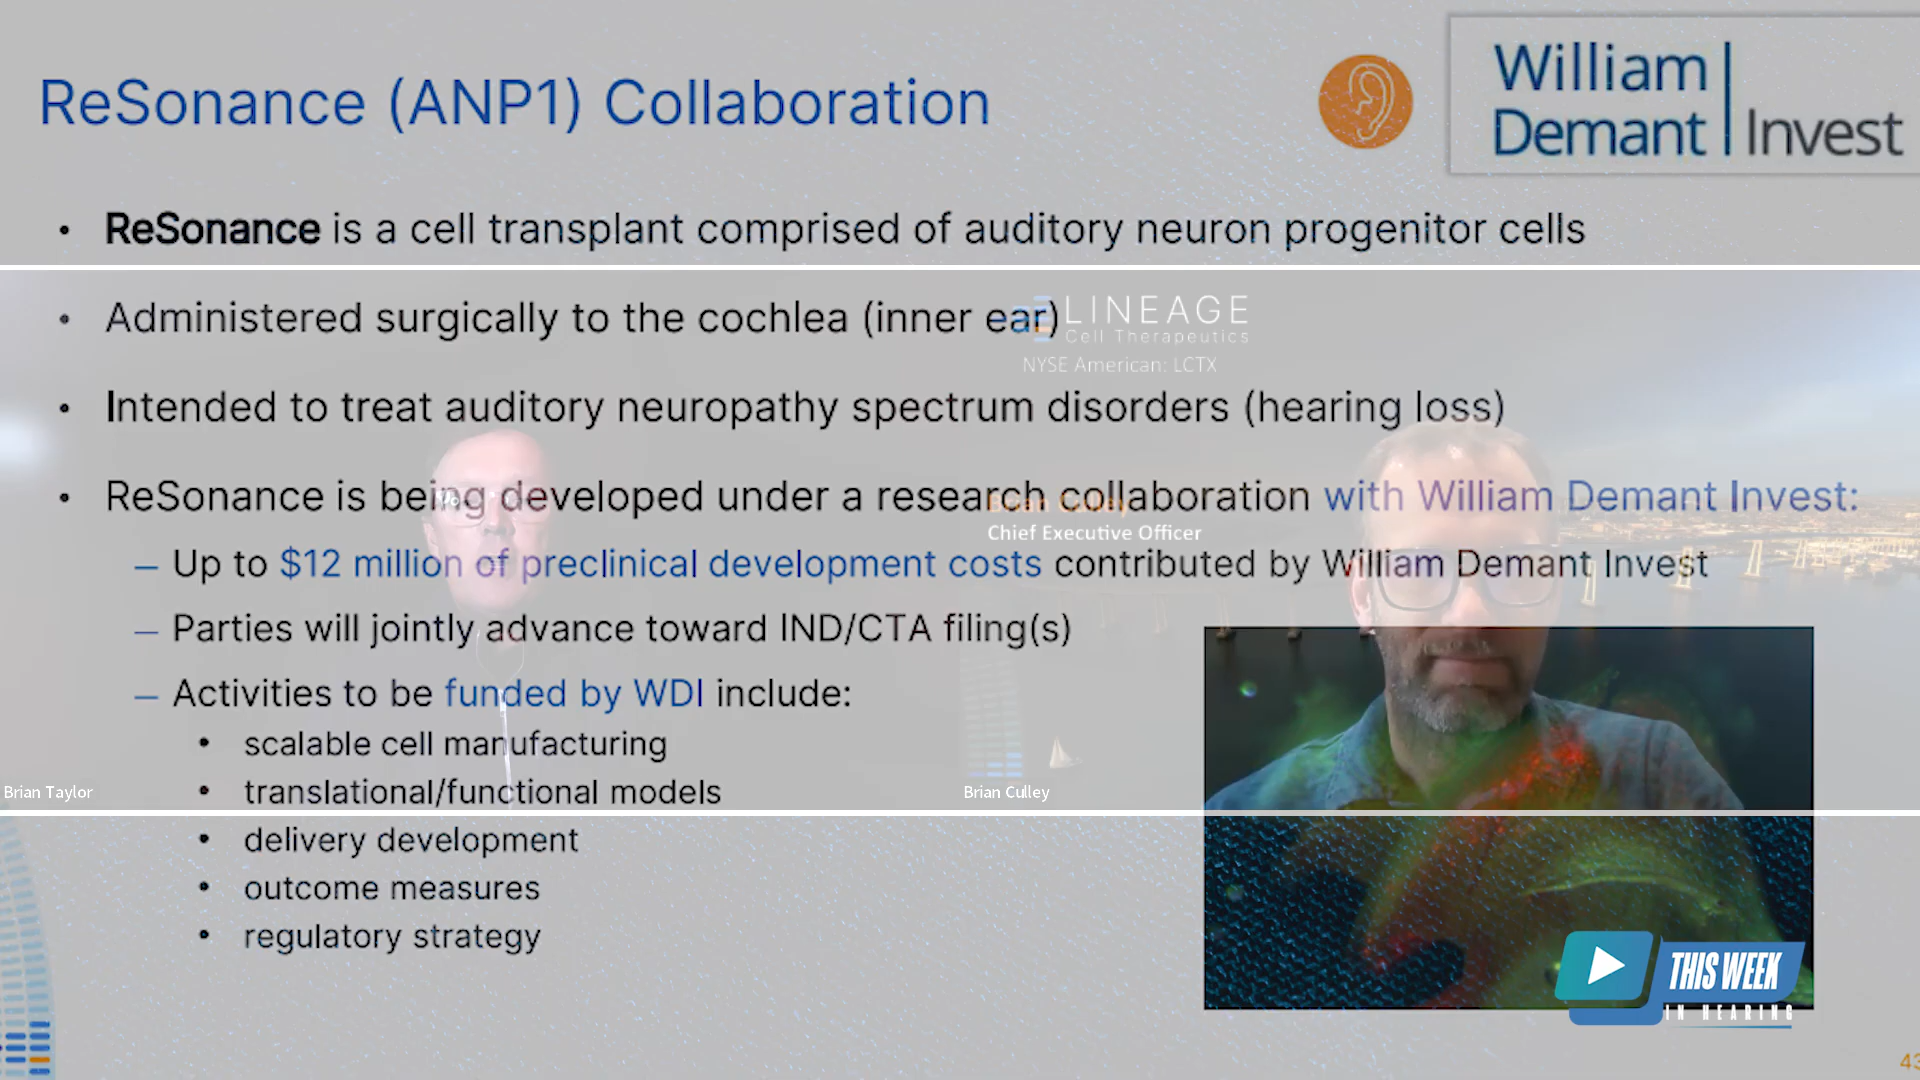 ReSonance (ANP1) Collaboration
William
Demant
Invest
• ReSonance is a cell transplant comprised of auditory neuron progenitor cells
• Administered surgically to the cochlea (inner ear)
LINEAGE
Cell Therapeutics
NYSE American: LCTX
• Intended to treat auditory neuropathy spectrum disorders (hearing loss)
• ReSonance is being developed under a research collaboration with William Demant Invest:
Brian Culley
Chief Executive Officer
– Up to $12 million of preclinical development costs contributed by William Demant Invest
– Parties will jointly advance toward IND/CTA filing(s)
– Activities to be funded by WDI include:
• scalable cell manufacturing
• translational/functional models
Brian Taylor
Brian Culley
• delivery development
• outcome measures
• regulatory strategy
THIS WEEK
IN HEARING
43